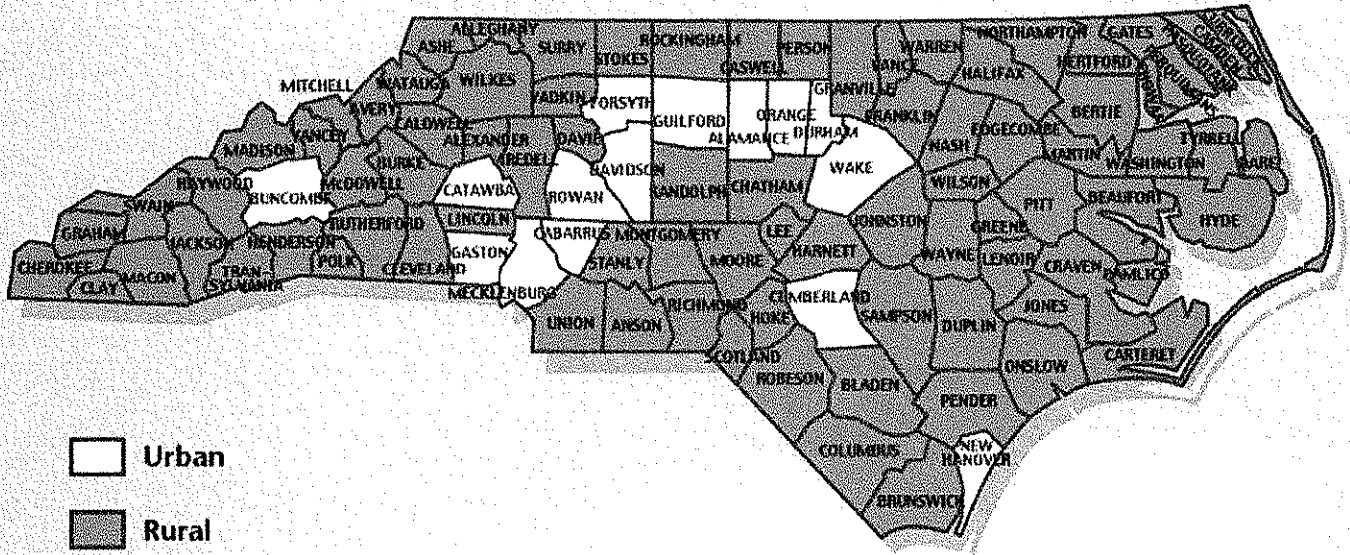 ALLEGHANY
ASHE
SURRY
STOKES
ROCKINGHAM
CASWELL
PERSON
VANCE
WARREN
NORTHAMPTON
GATES
HERTFORD
HALIFAX
MITCHELL
WATAUGA
WILKES
YADKIN
FORSYTH
GUILFORD
ALAMANCE
ORANGE
DURHAM
GRANVILLE
FRANKLIN
BERTIE
AVERY
YANCEY
CALDWELL
ALEXANDER
DAVIE
IREDELL
MADISON
BURKE
NASH
EDGECOMBE
MARTIN
WASHINGTON
TYRRELL
DARE
HAYWOOD
BUNCOMBE
McDOWELL
CATAWBA
ROWAN
DAVIDSON
RANDOLPH
CHATHAM
WAKE
WILSON
PITT
BEAUFORT
HYDE
SWAIN
GRAHAM
JACKSON
HENDERSON
RUTHERFORD
LINCOLN
GASTON
CABARRUS
MONTGOMERY
LEE
HARNETT
JOHNSTON
GREENE
CHEROKEE
CLAY
MACON
TRAN-
SYLVANIA
POLK
CLEVELAND
MECKLENBURG
STANLY
MOORE
WAYNE
LENOIR
CRAVEN
PAMLICO
UNION
ANSON
RICHMOND
HOKE
CUMBERLAND
SAMPSON
DUPLIN
JONES
CARTERET
SCOTLAND
ROBESON
BLADEN
ONSLOW
PENDER
COLUMBUS
NEW
HANOVER
BRUNSWICK
Urban
Rural